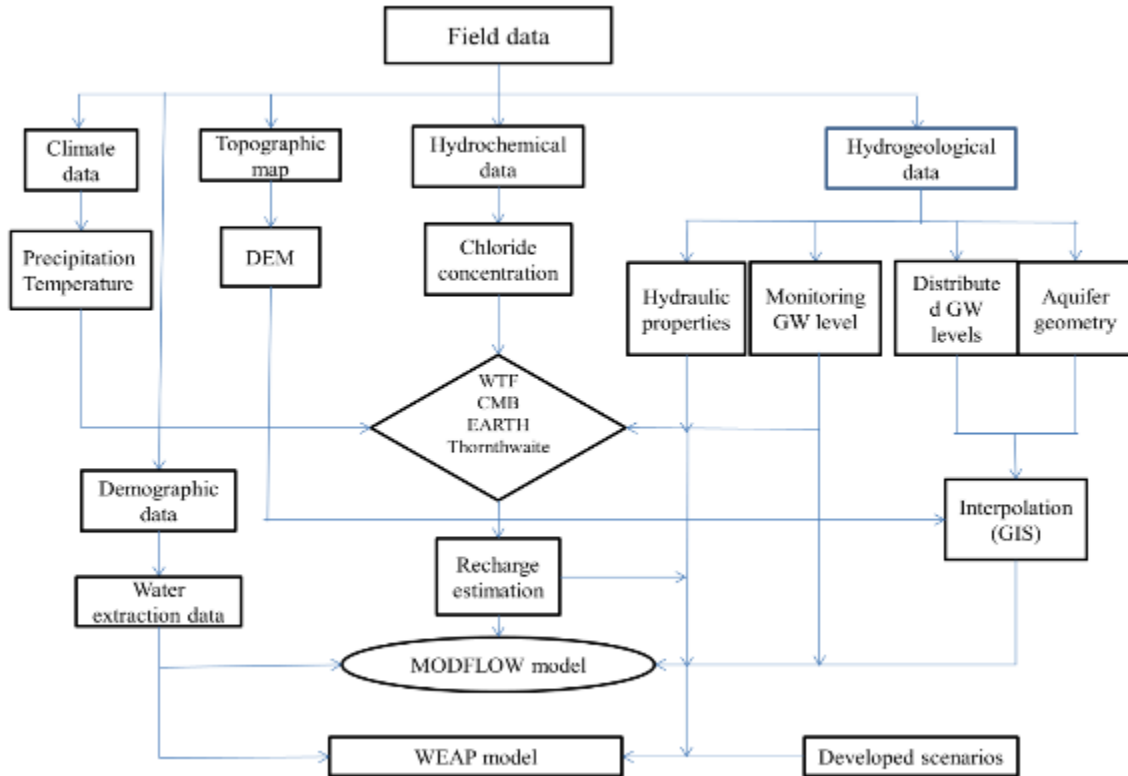 Field data
Climate
data
Topographic
map
Hydrochemical
data
Hydrogeological
data
Precipitation
Temperature
DEM
Chloride
concentration
Hydraulic
properties
Monitoring
GW level
Distribute
d GW
levels
Aquifer
geometry
WTF
CMB
EARTH
Thornthwaite
Demographic
data
Interpolation
(GIS)
Water
extraction data
Recharge
estimation
MODFLOW model
WEAP model
Developed scenarios